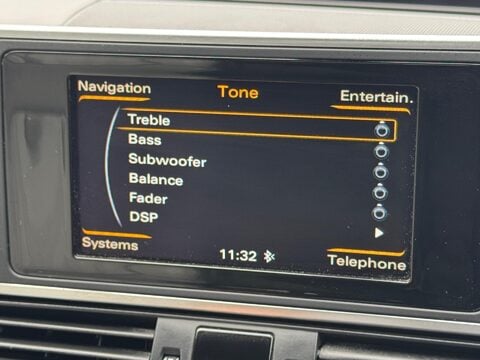 Navigation
Tone
Entertain.
Treble
Bass
Subwoofer
Balance
Fader
DSP
Systems
11:32
Telephone